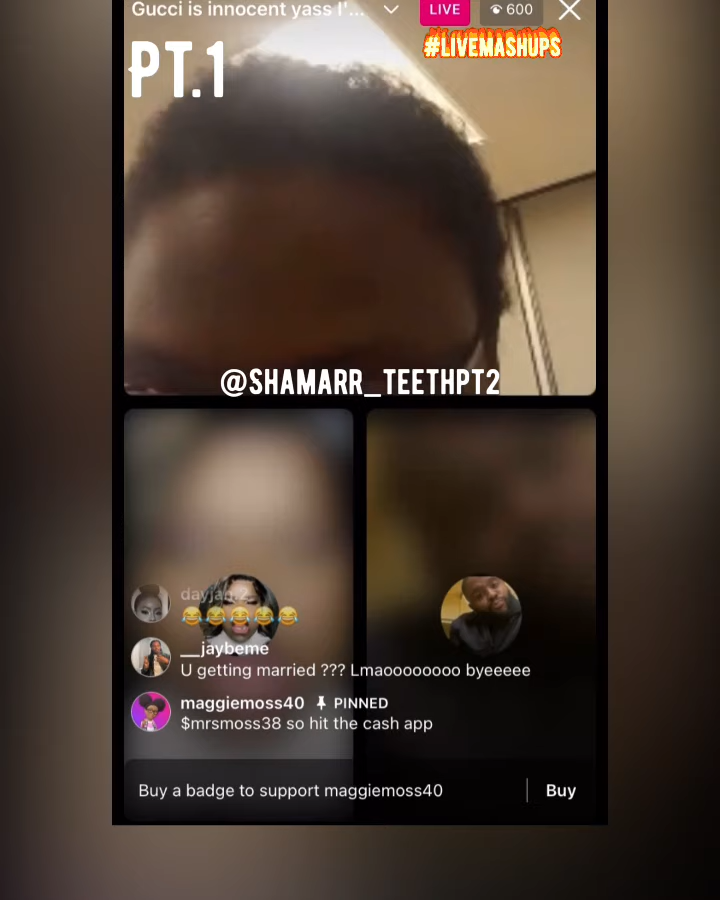 Gucci is innocent yass I'...
LIVE
600
#LIVEMASHUPS
PT.1
@SHAMARR_TEETHPT2
__jaybeme
U getting married ??? Lmaoooooooo byeeeee
maggiemoss40 PINNED
$mrsmoss38 so hit the cash app
Buy a badge to support maggiemoss40
Buy